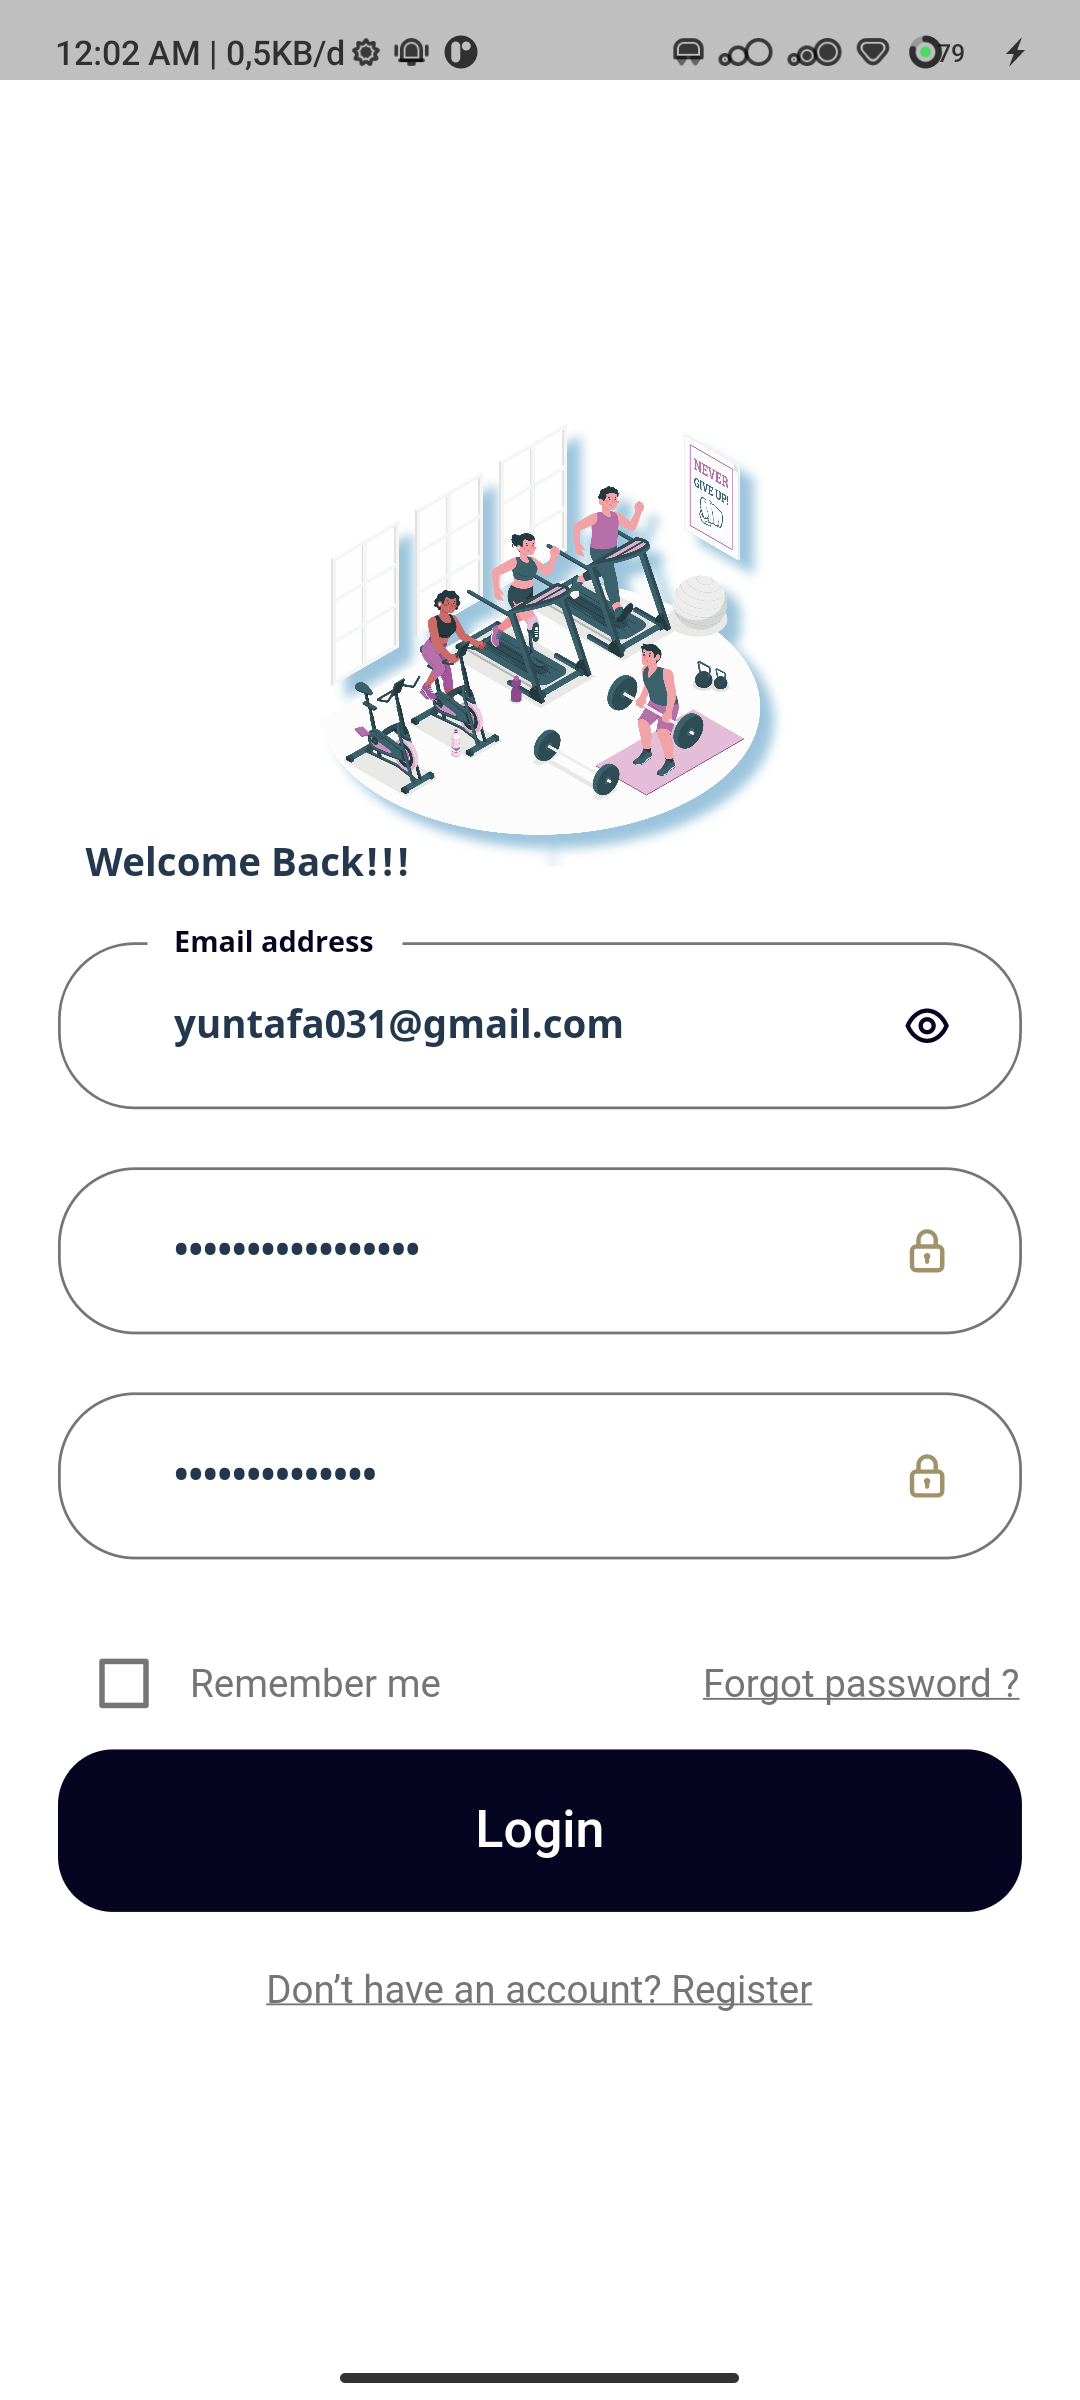 12:02 AM | 0,5KB/d
79
NEVER
GIVE UP!
Welcome Back!!!
Email address
yuntafa031@gmail.com
•••••••••••••••••
••••••••••••••
Remember me
Forgot password ?
Login
Don’t have an account? Register